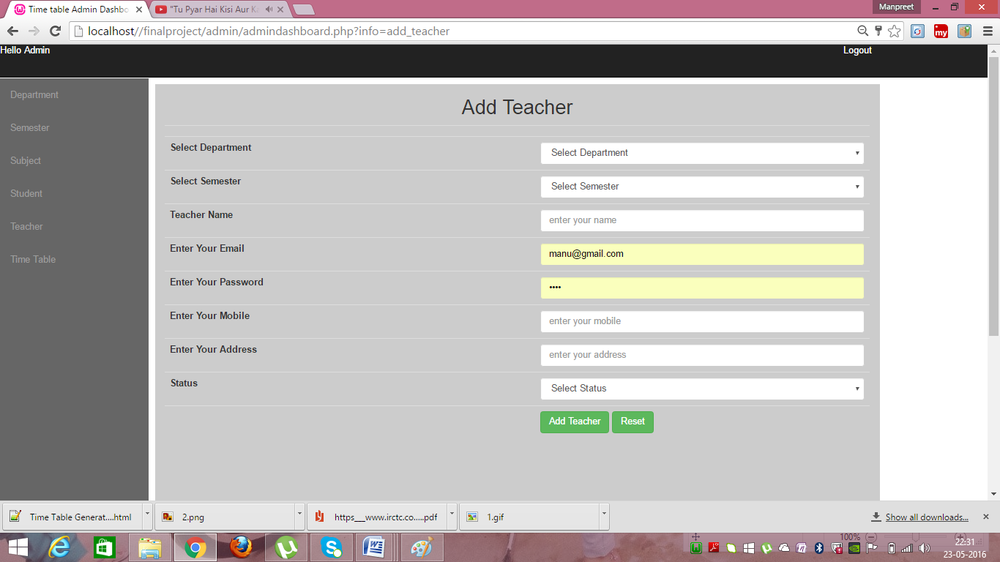 Time table Admin Dashbo
"Tu Pyar Hai Kisi Aur Ka
Manpreet
localhost//finalproject/admin/admindashboard.php?info=add_teacher
my
Hello Admin
Logout
Department
Semester
Subject
Student
Teacher
Time Table
Add Teacher
Select Department
Select Department
Select Semester
Select Semester
Teacher Name
enter your name
Enter Your Email
manu@gmail.com
Enter Your Password
••••
Enter Your Mobile
enter your mobile
Enter Your Address
enter your address
Status
Select Status
Add Teacher
Reset
Time Table Generat....html
2.png
https___www.irctc.co.....pdf
1.gif
Show all downloads...
100%
22:31
23-05-2016